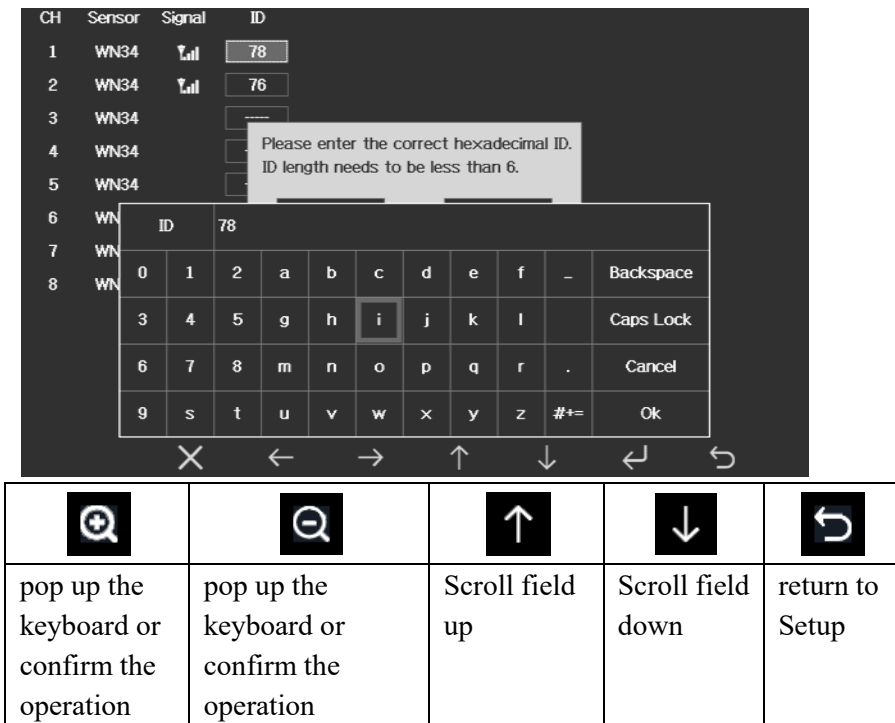 CH Sensor Signal ID
1 WN34 78
2 WN34 76
3 WN34 -----
4 WN34
5 WN34
6 WN
7 WN
8 WN
Please enter the correct hexadecimal ID.
ID length needs to be less than 6.
ID 78
0 1 2 a b c d e f _ Backspace
3 4 5 g h i j k l Caps Lock
6 7 8 m n o p q r . Cancel
9 s t u v w x y z #+= Ok
pop up the keyboard or confirm the operation
pop up the keyboard or confirm the operation
Scroll field up
Scroll field down
return to Setup